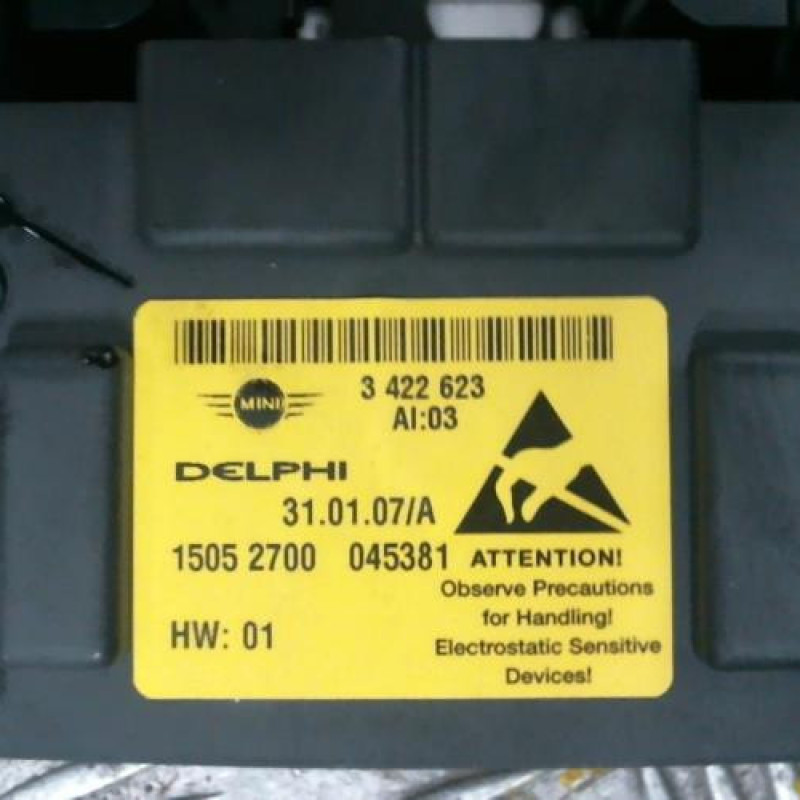 MINI
3 422 623
AI:03
DELPHI
31.01.07/A
1505 2700 045381
HW: 01
ATTENTION!
Observe Precautions
for Handling!
Electrostatic Sensitive
Devices!